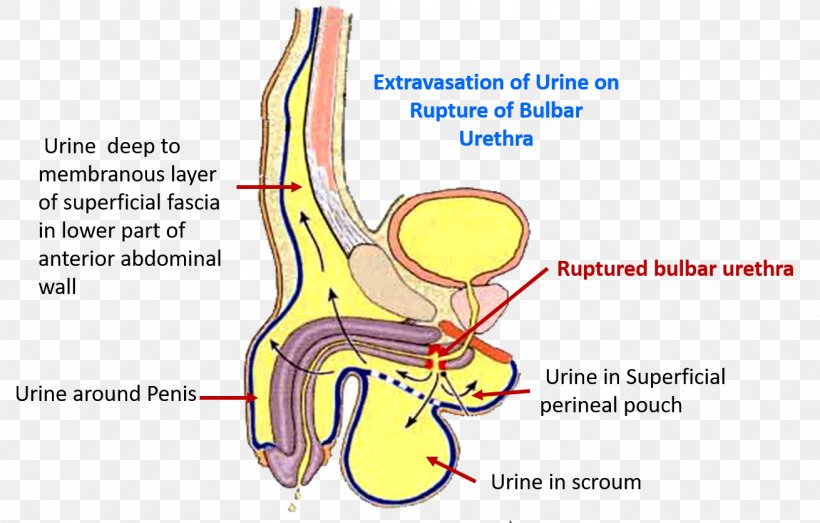 Extravasation of Urine on
Rupture of Bulbar
Urethra
Urine deep to
membranous layer
of superficial fascia
in lower part of
anterior abdominal
wall
Ruptured bulbar urethra
Urine around Penis
Urine in Superficial
perineal pouch
Urine in scroum